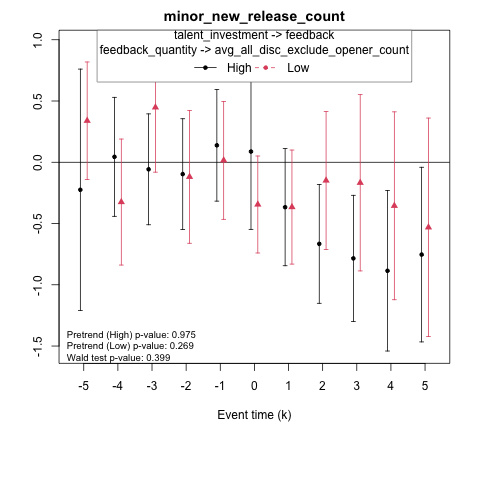 minor_new_release_count
talent_investment -> feedback
feedback_quantity -> avg_all_disc_exclude_opener_count
High Low
1.0
0.5
0.0
-0.5
-1.0
-1.5
Pretrend (High) p-value: 0.975
Pretrend (Low) p-value: 0.269
Wald test p-value: 0.399
-5 -4 -3 -2 -1 0 1 2 3 4 5
Event time (k)